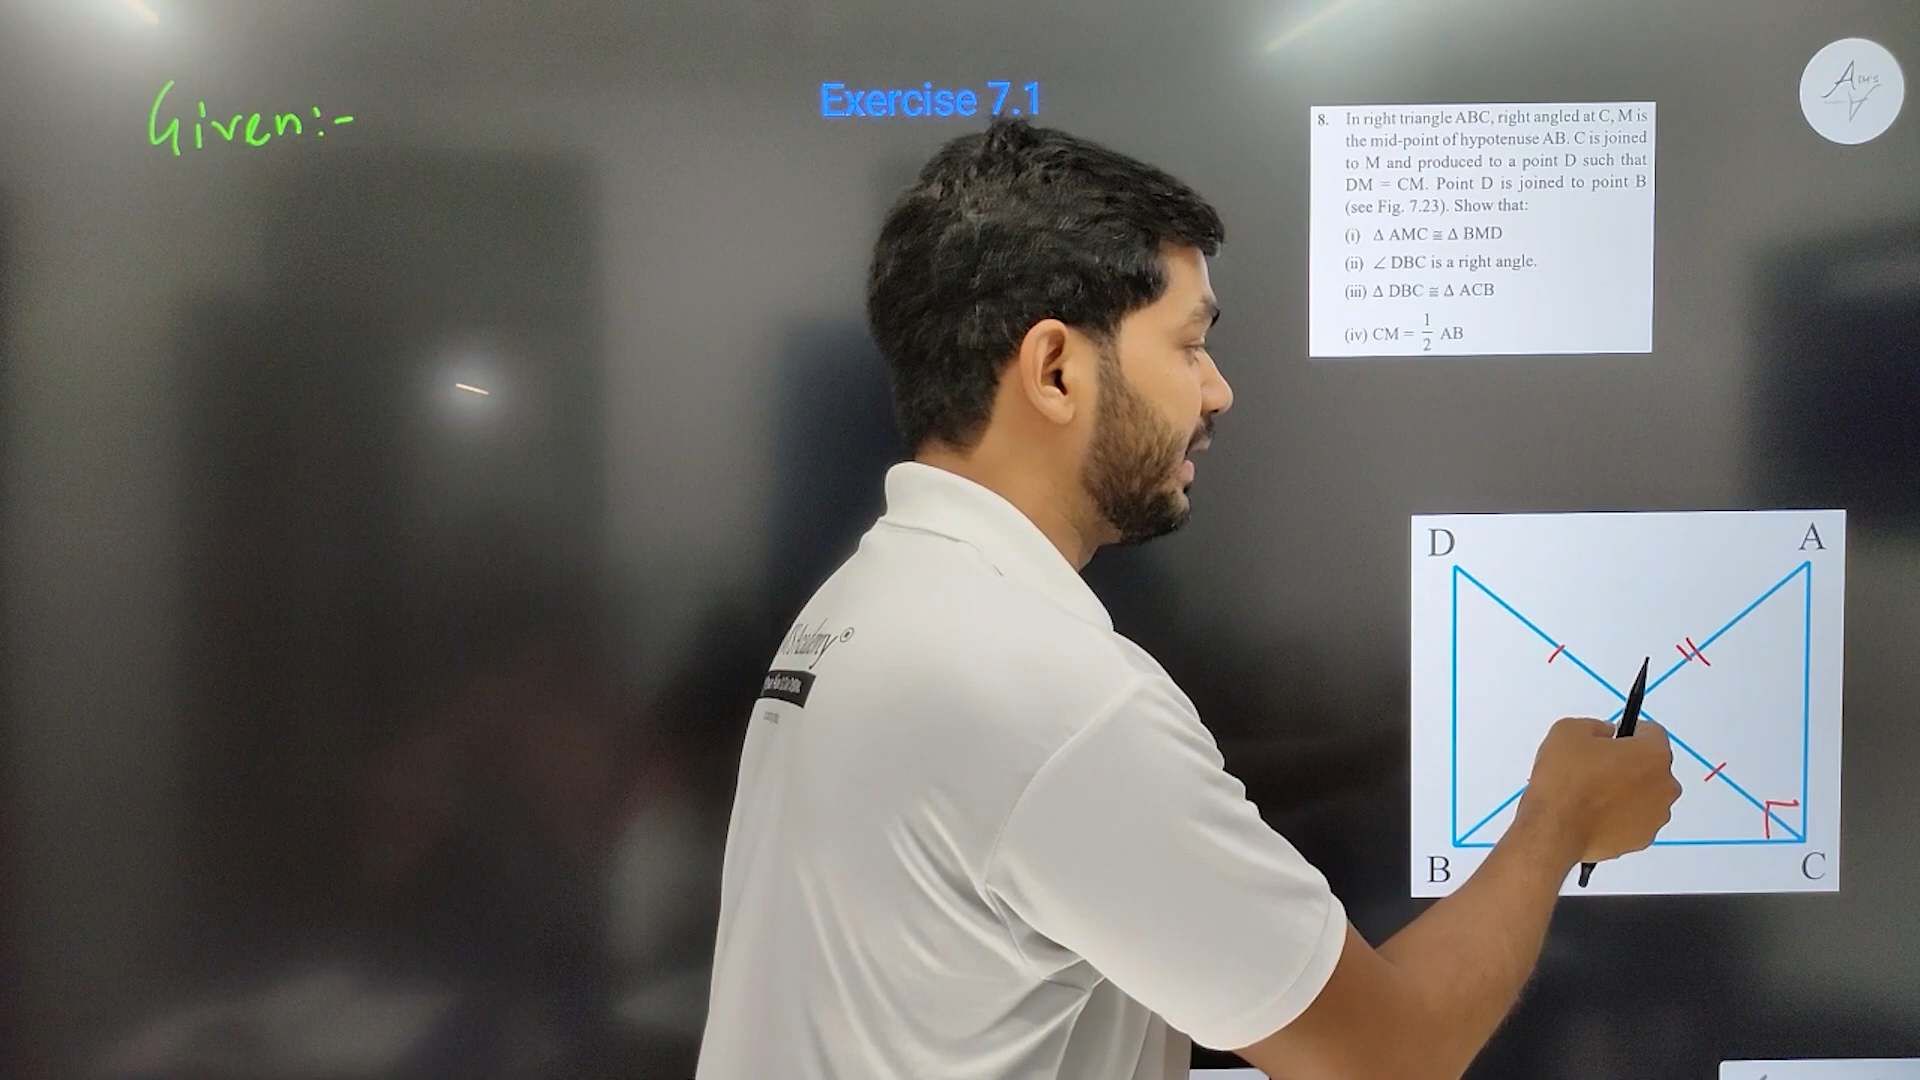 Given:-
Exercise 7.1
AIM'S
8. In right triangle ABC, right angled at C, M is
the mid-point of hypotenuse AB. C is joined
to M and produced to a point D such that
DM = CM. Point D is joined to point B
(see Fig. 7.23). Show that:
(i) Δ AMC ≅ Δ BMD
(ii) ∠ DBC is a right angle.
(iii) Δ DBC ≅ Δ ACB
(iv) CM = 1/2 AB
D A
B C
Academy®